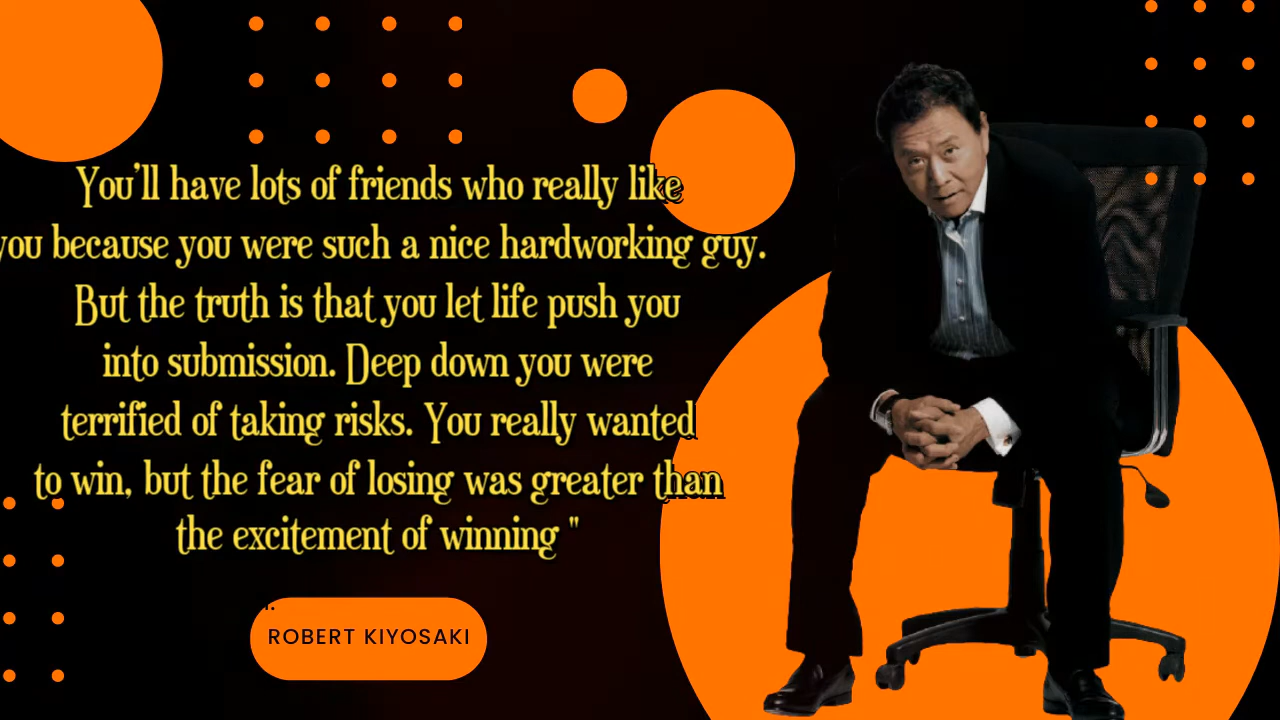 You'll have lots of friends who really like
you because you were such a nice hardworking guy.
But the truth is that you let life push you
into submission. Deep down you were
terrified of taking risks. You really wanted
to win, but the fear of losing was greater than
the excitement of winning "
ROBERT KIYOSAKI